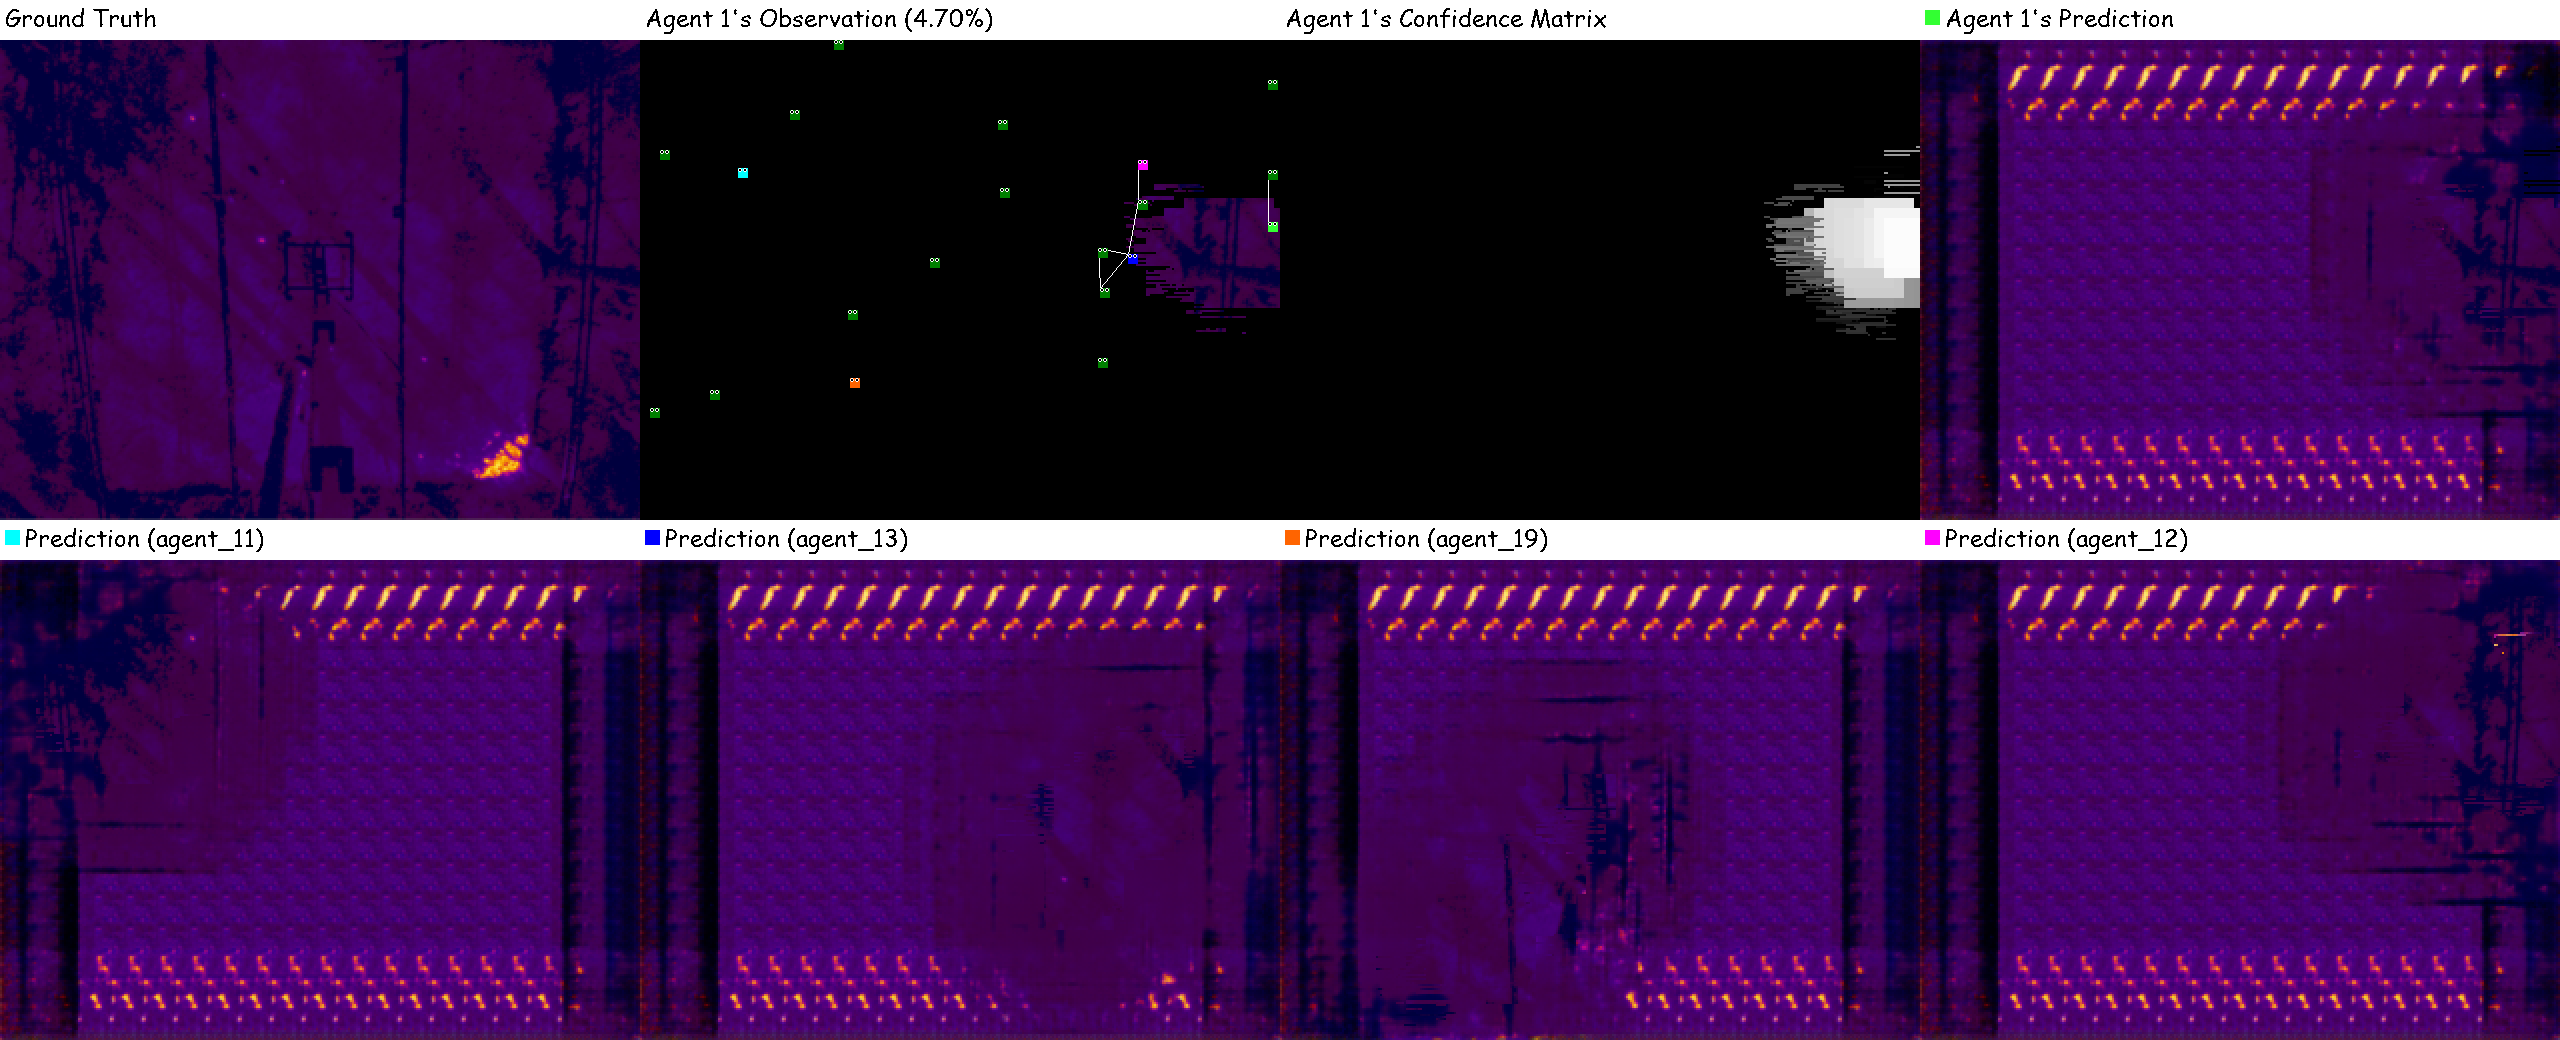 Ground Truth
Agent 1's Observation (4.70%)
Agent 1's Confidence Matrix
Agent 1's Prediction
Prediction (agent_11)
Prediction (agent_13)
Prediction (agent_19)
Prediction (agent_12)